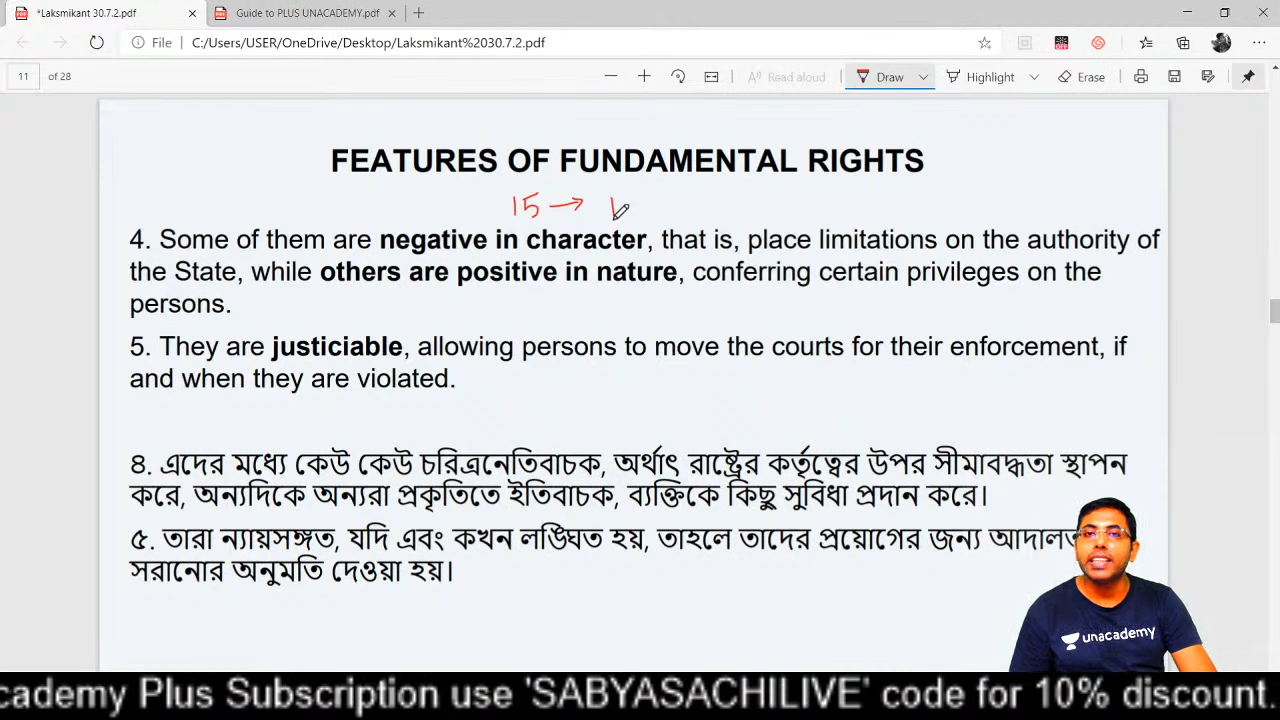 *Laksmikant 30.7.2.pdf
Guide to PLUS UNACADEMY.pdf
File
C:/Users/USER/OneDrive/Desktop/Laksmikant%2030.7.2.pdf
11 of 28
Read aloud
Draw
Highlight
Erase
FEATURES OF FUNDAMENTAL RIGHTS
15 →
4. Some of them are negative in character, that is, place limitations on the authority of
the State, while others are positive in nature, conferring certain privileges on the
persons.
5. They are justiciable, allowing persons to move the courts for their enforcement, if
and when they are violated.
৪. এদের মধ্যে কেউ কেউ চরিত্রনেতিবাচক, অর্থাৎ রাষ্ট্রের কর্তৃত্বের উপর সীমাবদ্ধতা স্থাপন
করে, অন্যদিকে অন্যরা প্রকৃতিতে ইতিবাচক, ব্যক্তিকে কিছু সুবিধা প্রদান করে।
৫. তারা ন্যায়সঙ্গত, যদি এবং কখন লঙ্ঘিত হয়, তাহলে তাদের প্রয়োগের জন্য
সরানোর অনুমতি দেওয়া হয়।
unacademy
cademy Plus Subscription use 'SABYASACHILIVE' code for 10% discount.